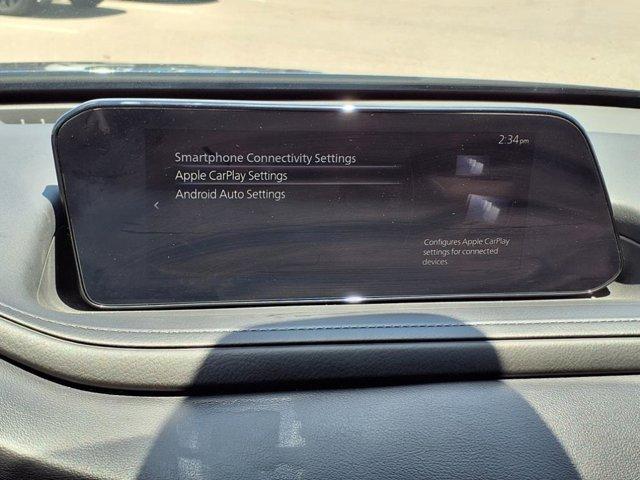 2:34pm
Smartphone Connectivity Settings
Apple CarPlay Settings
Android Auto Settings
Configures Apple CarPlay
settings for connected
devices.